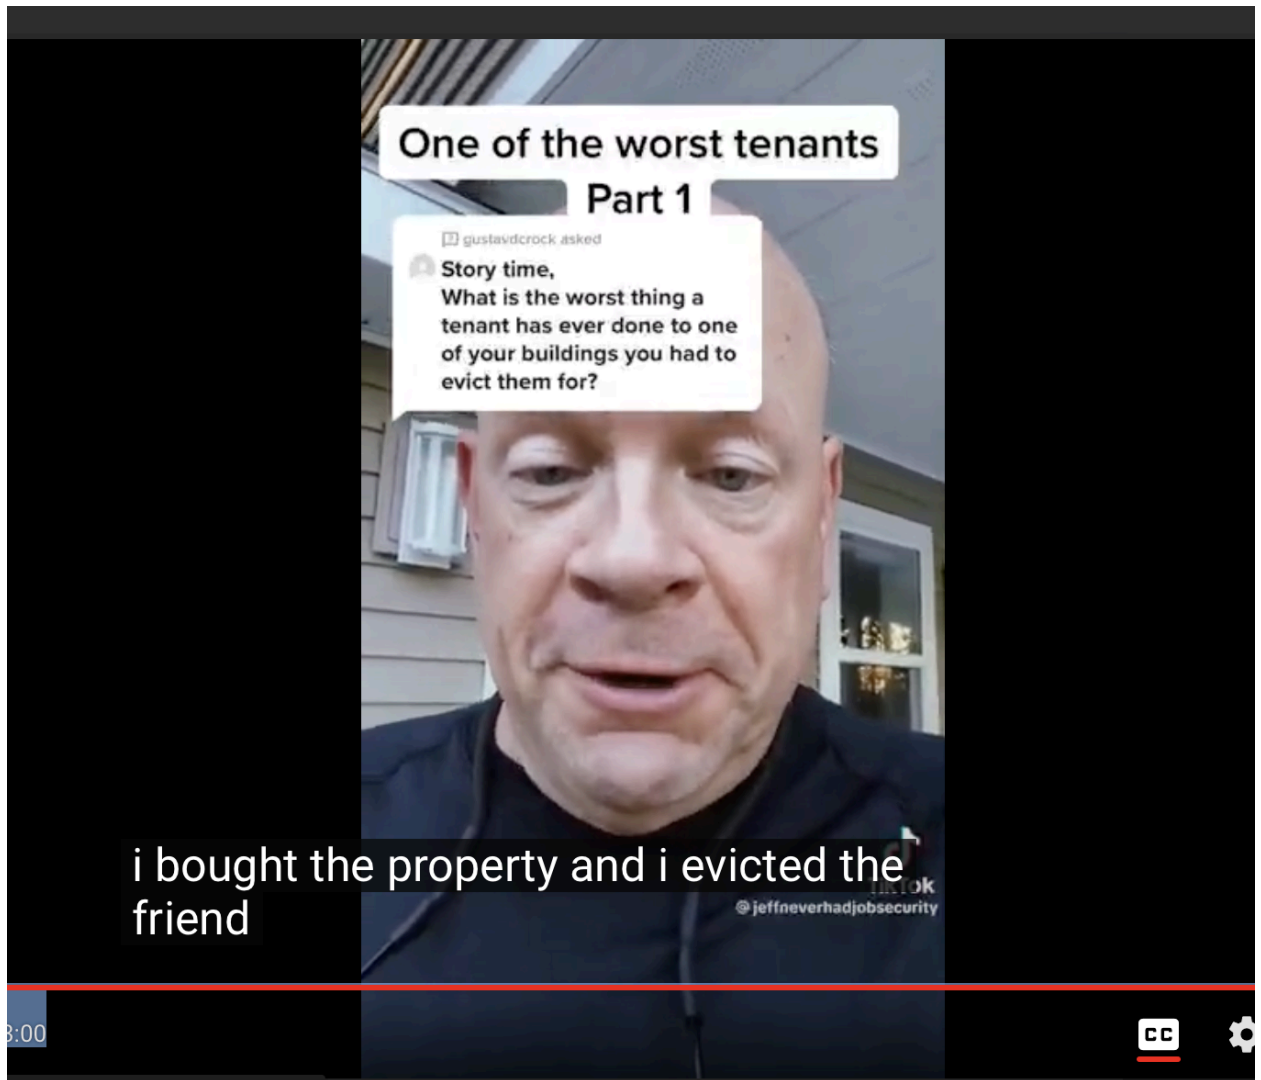 One of the worst tenants
Part 1
gustavdcrock asked
Story time,
What is the worst thing a
tenant has ever done to one
of your buildings you had to
evict them for?
i bought the property and i evicted the
friend
TikTok
@jeffneverhadjobsecurity
3:00
CC